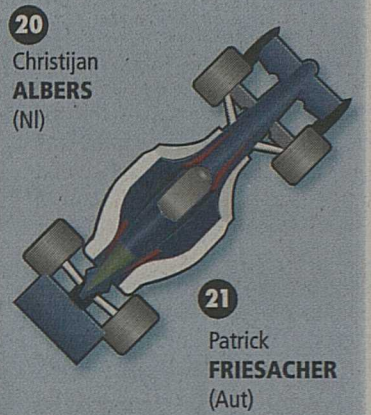 20
Christijan
ALBERS
(Nl)
21
Patrick
FRIESACHER
(Aut)